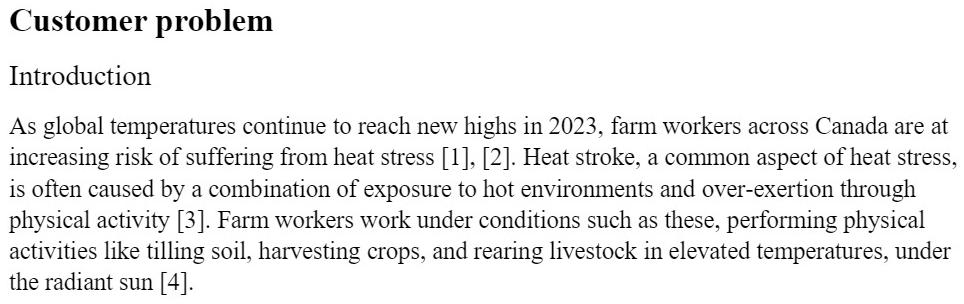 Customer problem
Introduction
As global temperatures continue to reach new highs in 2023, farm workers across Canada are at
increasing risk of suffering from heat stress [1], [2]. Heat stroke, a common aspect of heat stress,
is often caused by a combination of exposure to hot environments and over-exertion through
physical activity [3]. Farm workers work under conditions such as these, performing physical
activities like tilling soil, harvesting crops, and rearing livestock in elevated temperatures, under
the radiant sun [4].